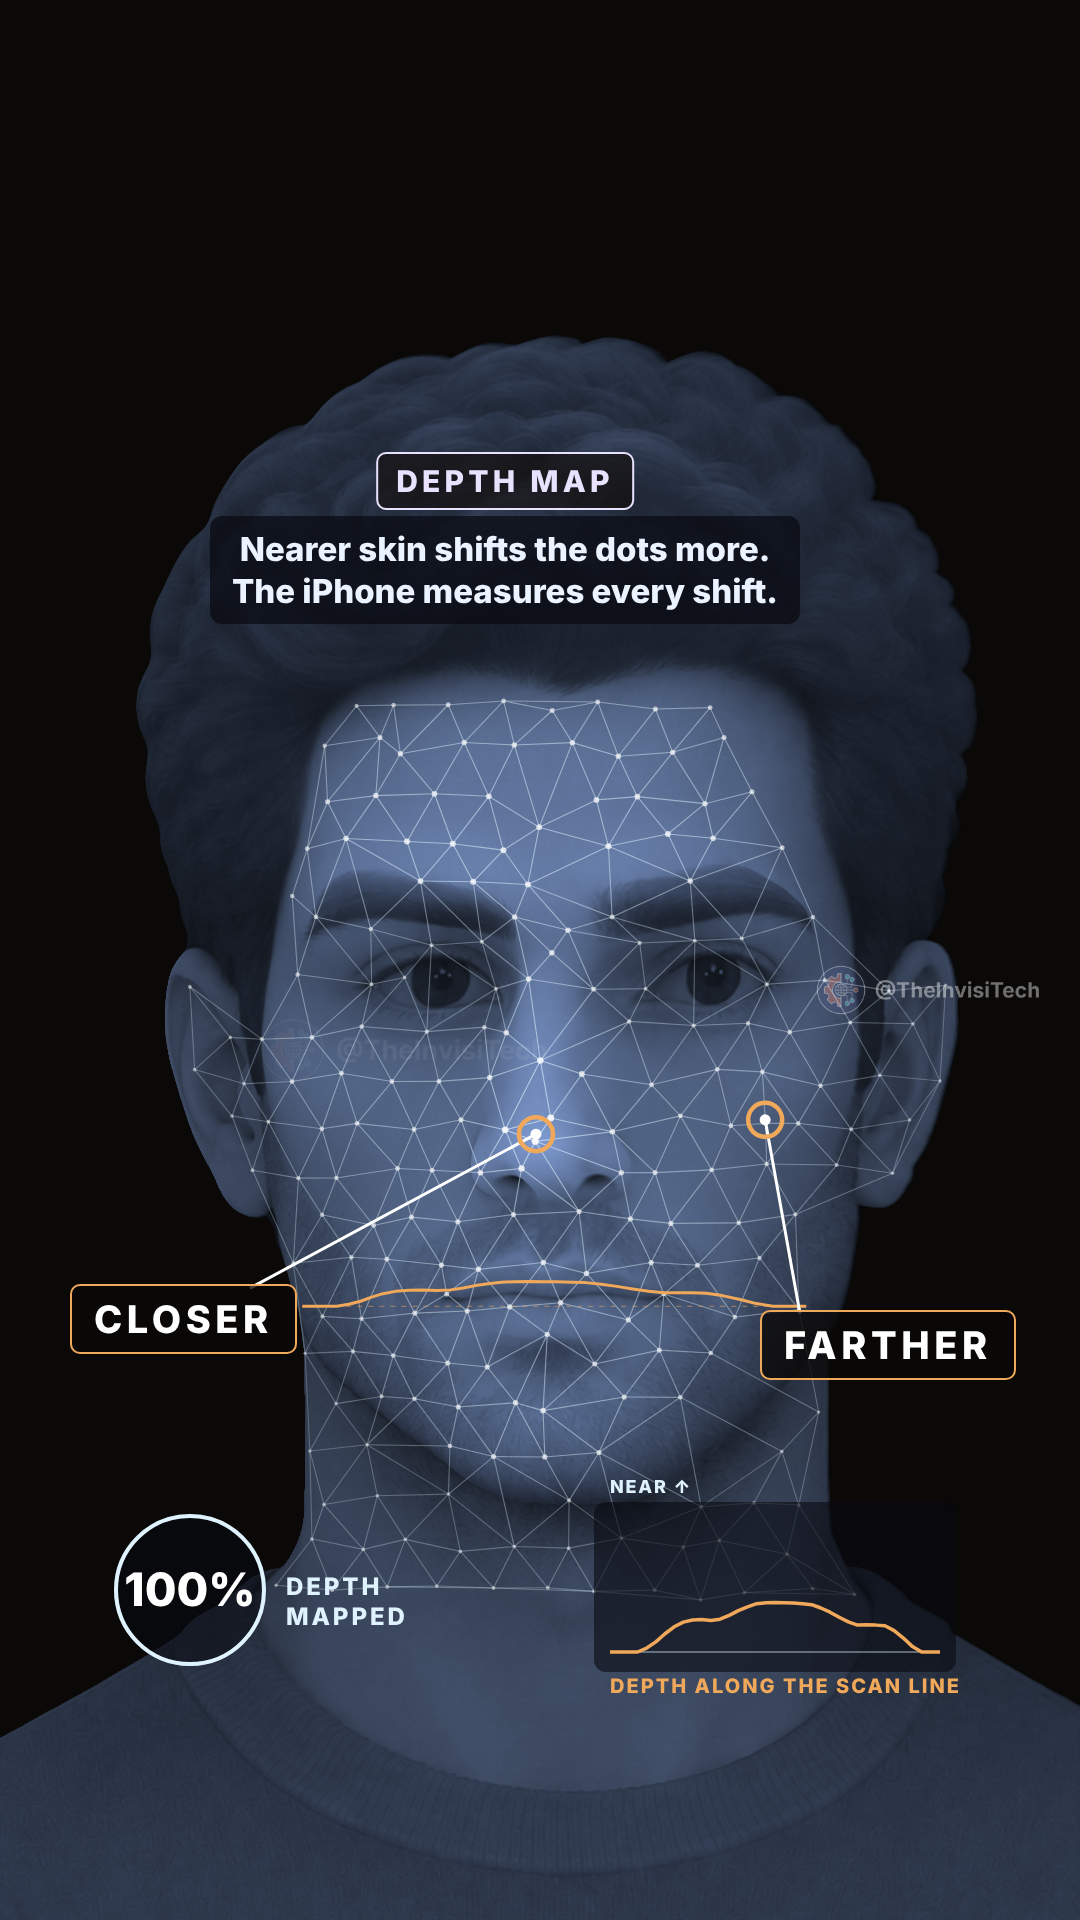 DEPTH MAP
Nearer skin shifts the dots more.
The iPhone measures every shift.
@TheInvisiTech
@TheInvisiTec
CLOSER
FARTHER
NEAR ↑
100%
DEPTH
MAPPED
DEPTH ALONG THE SCAN LINE